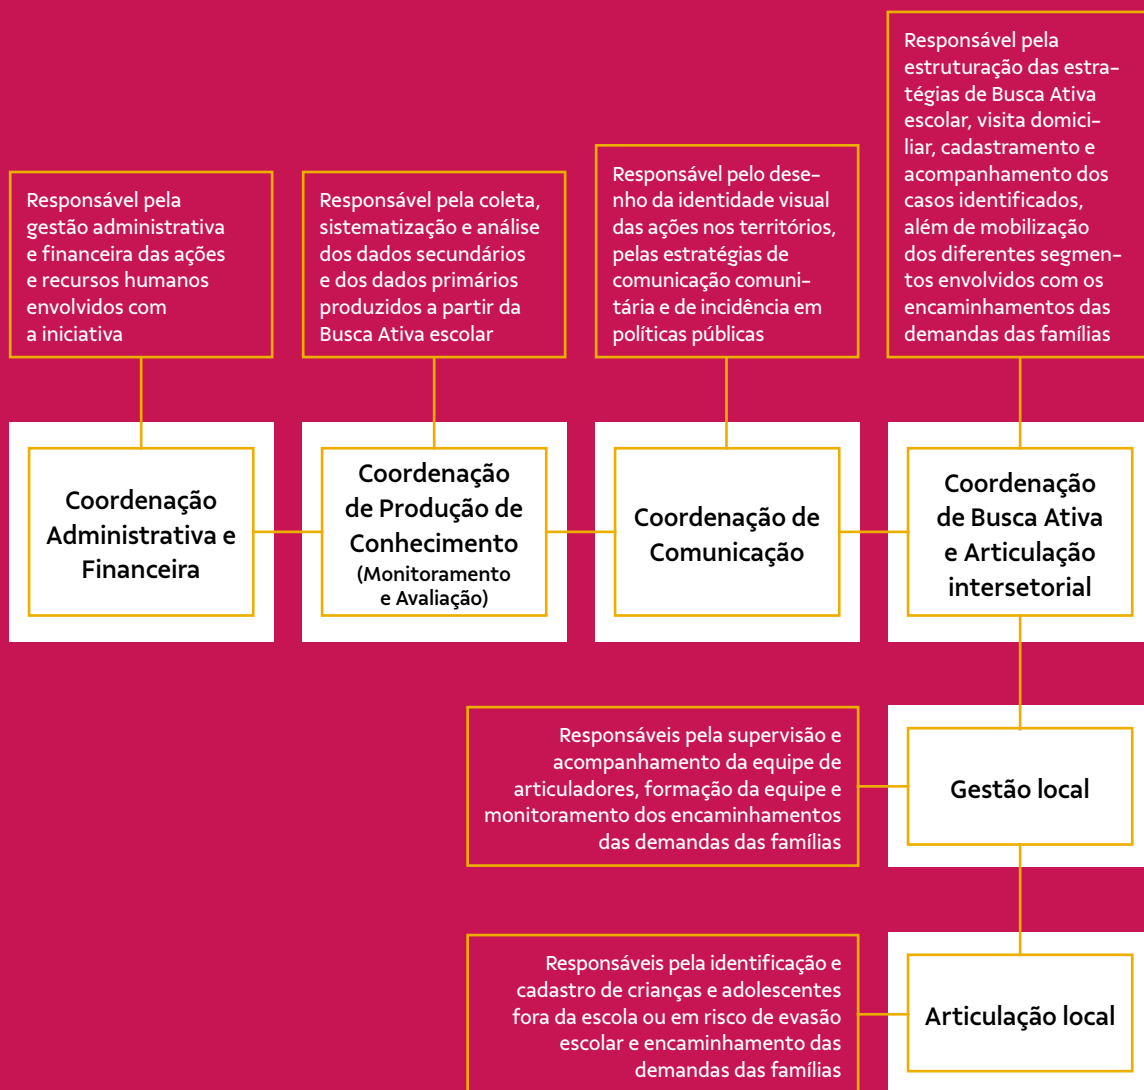 Responsável pela
gestão administrativa
e financeira das ações
e recursos humanos
envolvidos com
a iniciativa
Responsável pela coleta,
sistematização e análise
dos dados secundários
e dos dados primários
produzidos a partir da
Busca Ativa escolar
Responsável pelo dese-
nho da identidade visual
das ações nos territórios,
pelas estratégias de
comunicação comuni-
tária e de incidência em
políticas públicas
Responsável pela
estruturação das estra-
tégias de Busca Ativa
escolar, visita domici-
liar, cadastramento e
acompanhamento dos
casos identificados,
além de mobilização
dos diferentes segmen-
tos envolvidos com os
encaminhamentos das
demandas das famílias
Coordenação
Administrativa e
Financeira
Coordenação
de Produção de
Conhecimento
(Monitoramento
e Avaliação)
Coordenação de
Comunicação
Coordenação
de Busca Ativa
e Articulação
intersetorial
Responsáveis pela supervisão e
acompanhamento da equipe de
articuladores, formação da equipe e
monitoramento dos encaminhamentos
das demandas das famílias
Gestão local
Responsáveis pela identificação e
cadastro de crianças e adolescentes
fora da escola ou em risco de evasão
escolar e encaminhamento das
demandas das famílias
Articulação local